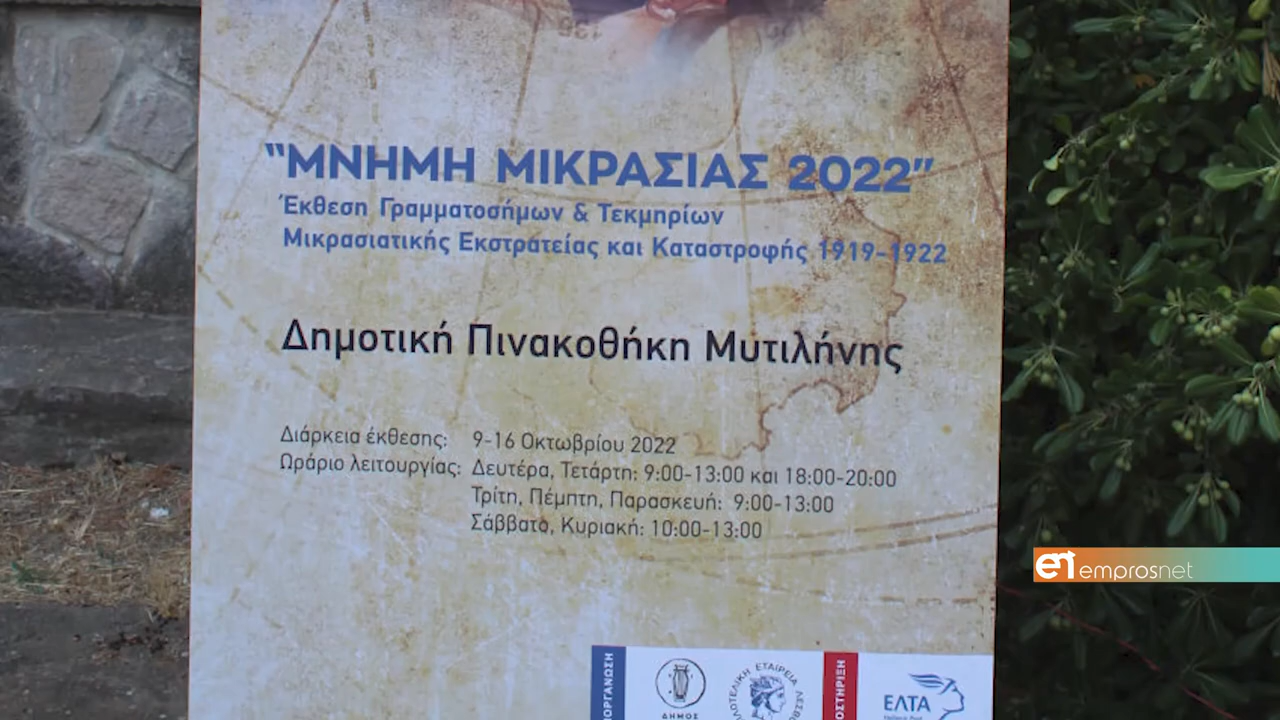 "ΜΝΗΜΗ ΜΙΚΡΑΣΙΑΣ 2022"
Έκθεση Γραμματοσήμων & Τεκμηρίων
Μικρασιατικής Εκστρατείας και Καταστροφής 1919-1922
Δημοτική Πινακοθήκη Μυτιλήνης
Διάρκεια έκθεσης: 9-16 Οκτωβρίου 2022
Ωράριο λειτουργίας: Δευτέρα, Τετάρτη: 9:00-13:00 και 18:00-20:00
Τρίτη, Πέμπτη, Παρασκευή: 9:00-13:00
Σάββατο, Κυριακή: 10:00-13:00
en emprosnet
ΔΗΜΟΣ
ΕΤΑΙΡΕΙΑ
ΕΛΤΑ